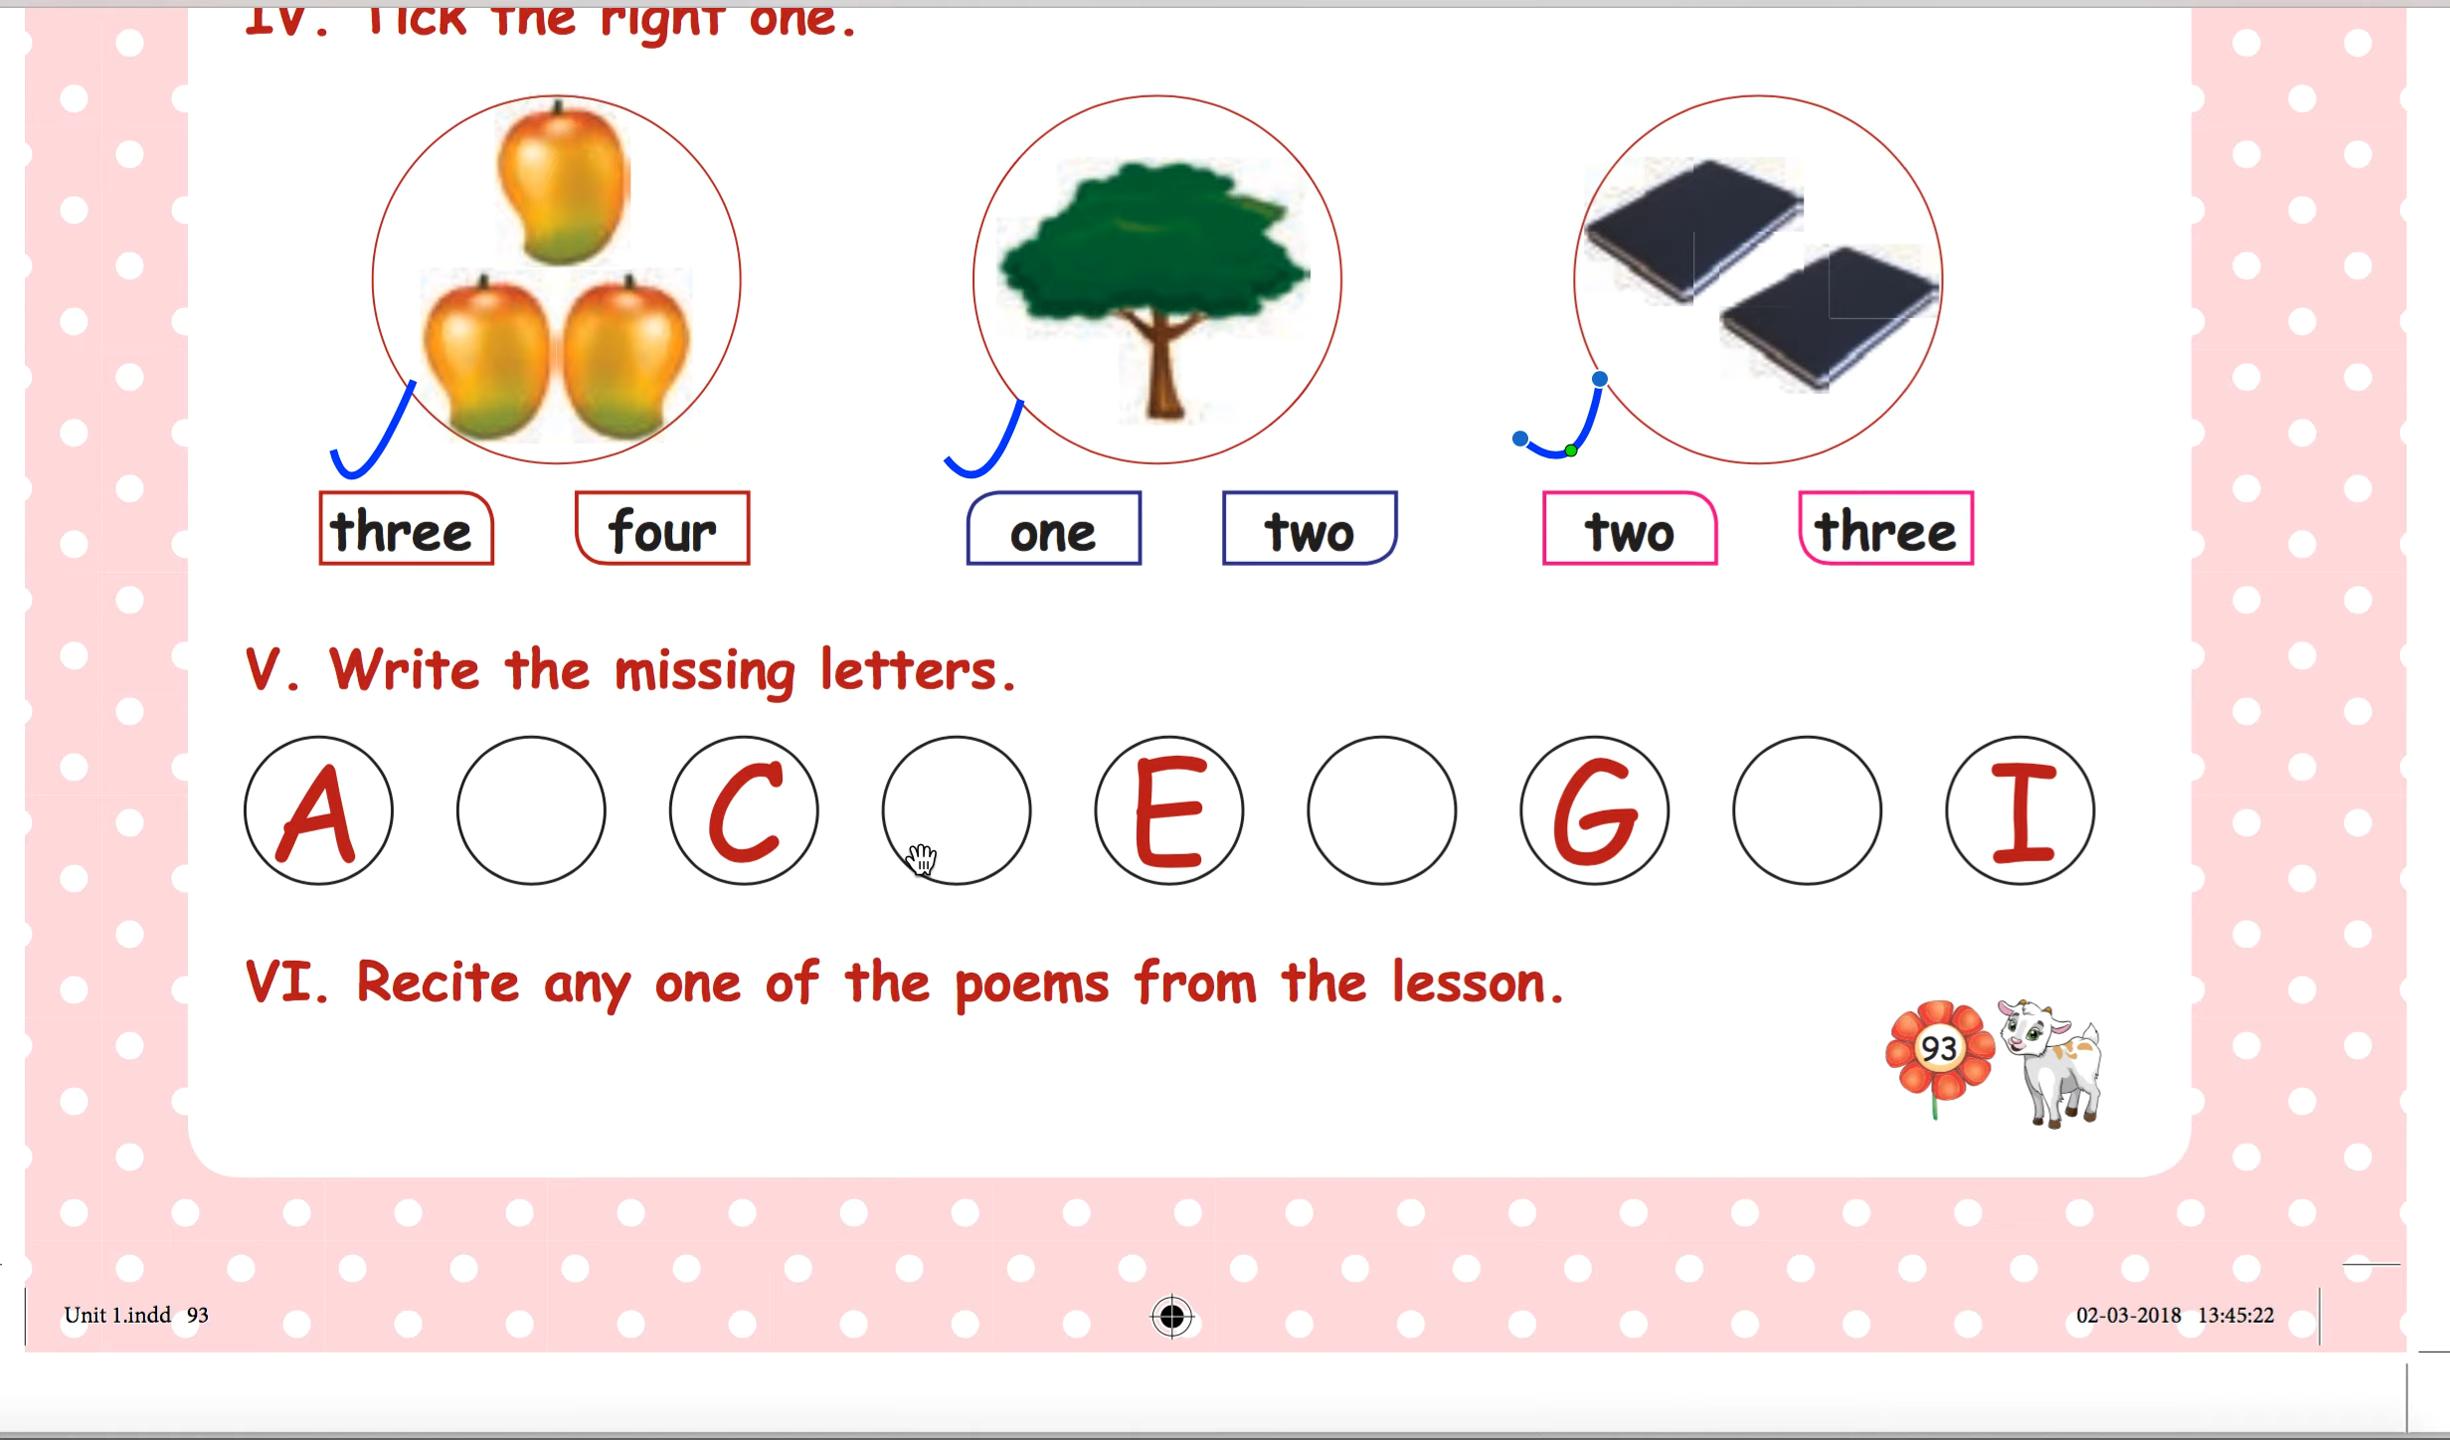 IV. Tick the right one.
three four one two two three
V. Write the missing letters.
A C E G I
VI. Recite any one of the poems from the lesson.
93
Unit 1.indd 93 02-03-2018 13:45:22